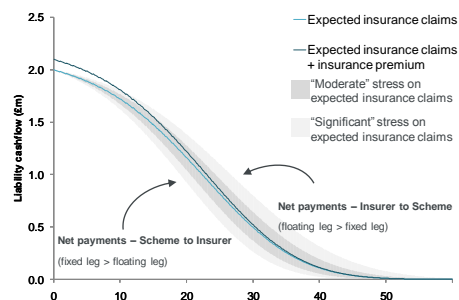 2.5
2.0
1.5
1.0
0.5
0.0
Liability cashflow (£m)
0
10
20
30
40
50
Expected insurance claims
Expected insurance claims
+ insurance premium
“Moderate” stress on
expected insurance claims
“Significant” stress on
expected insurance claims
Net payments – Insurer to Scheme
(floating leg > fixed leg)
Net payments – Scheme to Insurer
(fixed leg > floating leg)